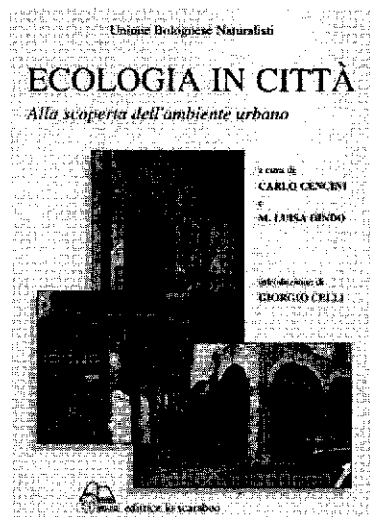 Unione Bolognese Naturalisti
ECOLOGIA IN CITTÀ
Alla scoperta dell'ambiente urbano
a cura di
CARLO CENCINI
e
M. LUISA DINDO
introduzione di
GIORGIO CELLI
editrice lo scarabeo